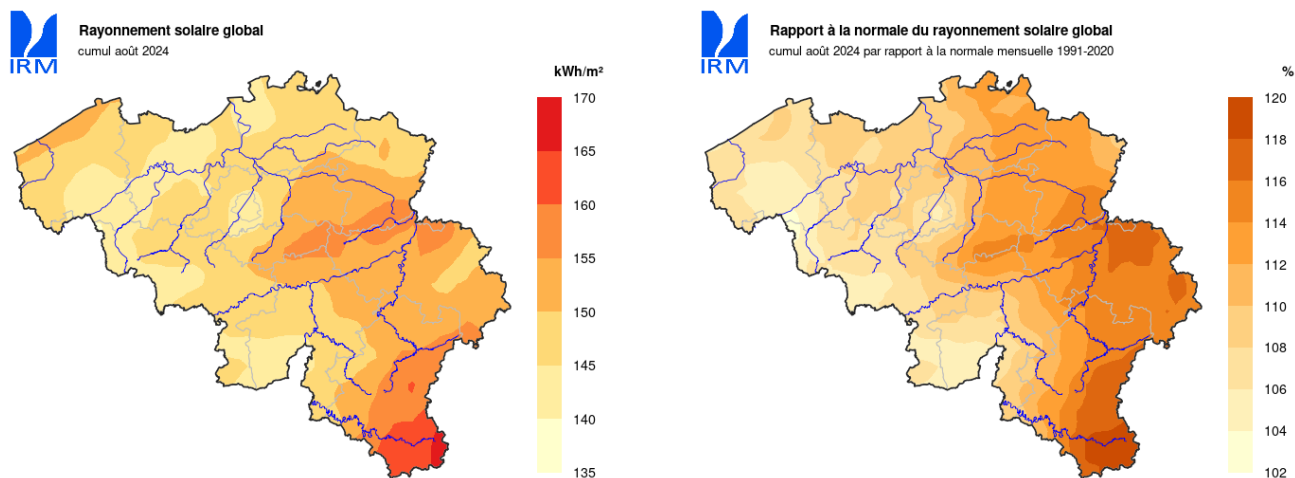 IRM
Rayonnement solaire global
cumul août 2024
kWh/m²
170
165
160
155
150
145
140
135
IRM
Rapport à la normale du rayonnement solaire global
cumul août 2024 par rapport à la normale mensuelle 1991-2020
%
120
118
116
114
112
110
108
106
104
102